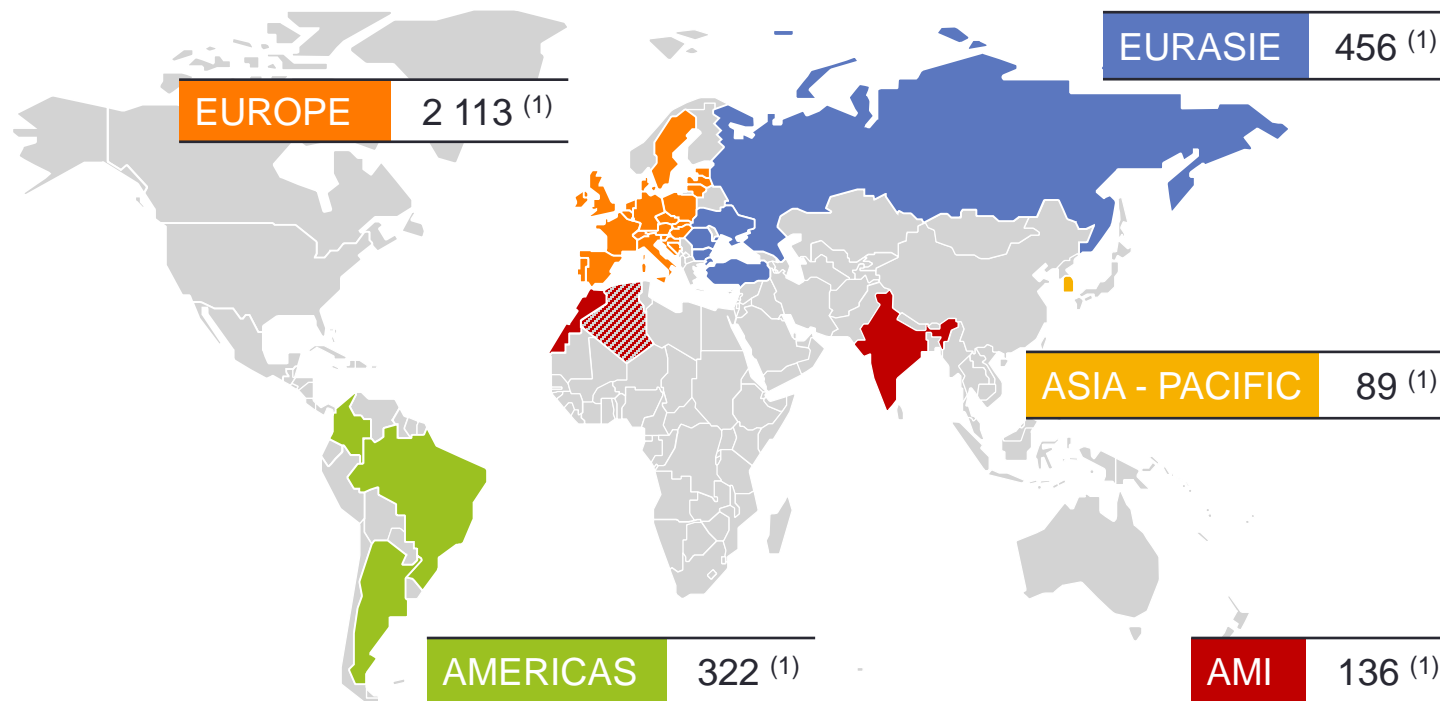 EURASIE 456 (1)
EUROPE 2 113 (1)
ASIA - PACIFIC 89 (1)
AMERICAS 322 (1)
AMI 136 (1)